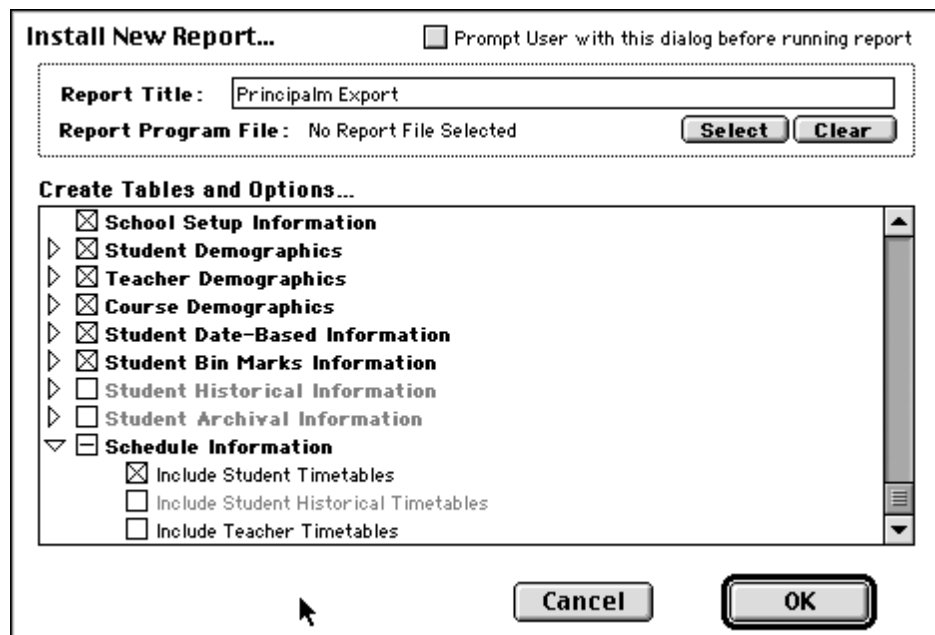 Install New Report...
Prompt User with this dialog before running report
Report Title: Principalm Export
Report Program File: No Report File Selected
Select Clear
Create Tables and Options...
School Setup Information
Student Demographics
Teacher Demographics
Course Demographics
Student Date-Based Information
Student Bin Marks Information
Student Historical Information
Student Archival Information
Schedule Information
Include Student Timetables
Include Student Historical Timetables
Include Teacher Timetables
Cancel OK